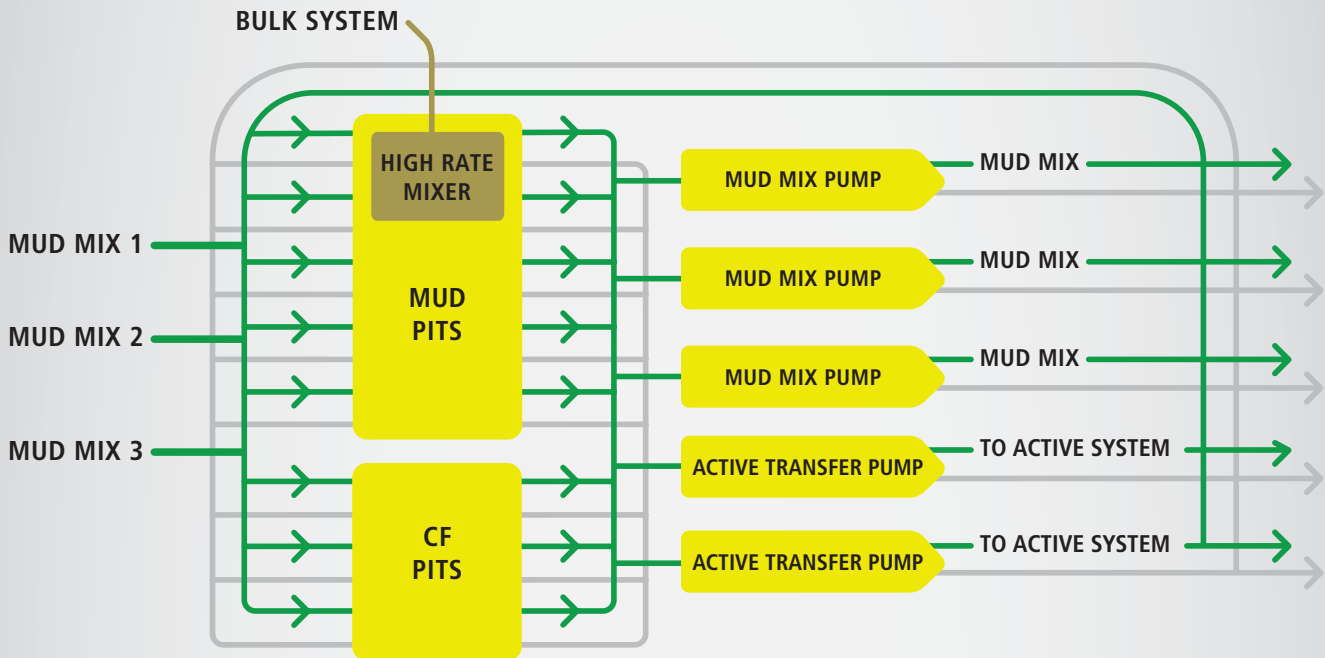 BULK SYSTEM
HIGH RATE
MIXER
MUD
PITS
CF
PITS
MUD MIX 1
MUD MIX 2
MUD MIX 3
MUD MIX PUMP
MUD MIX
MUD MIX PUMP
MUD MIX
MUD MIX PUMP
MUD MIX
ACTIVE TRANSFER PUMP
TO ACTIVE SYSTEM
ACTIVE TRANSFER PUMP
TO ACTIVE SYSTEM